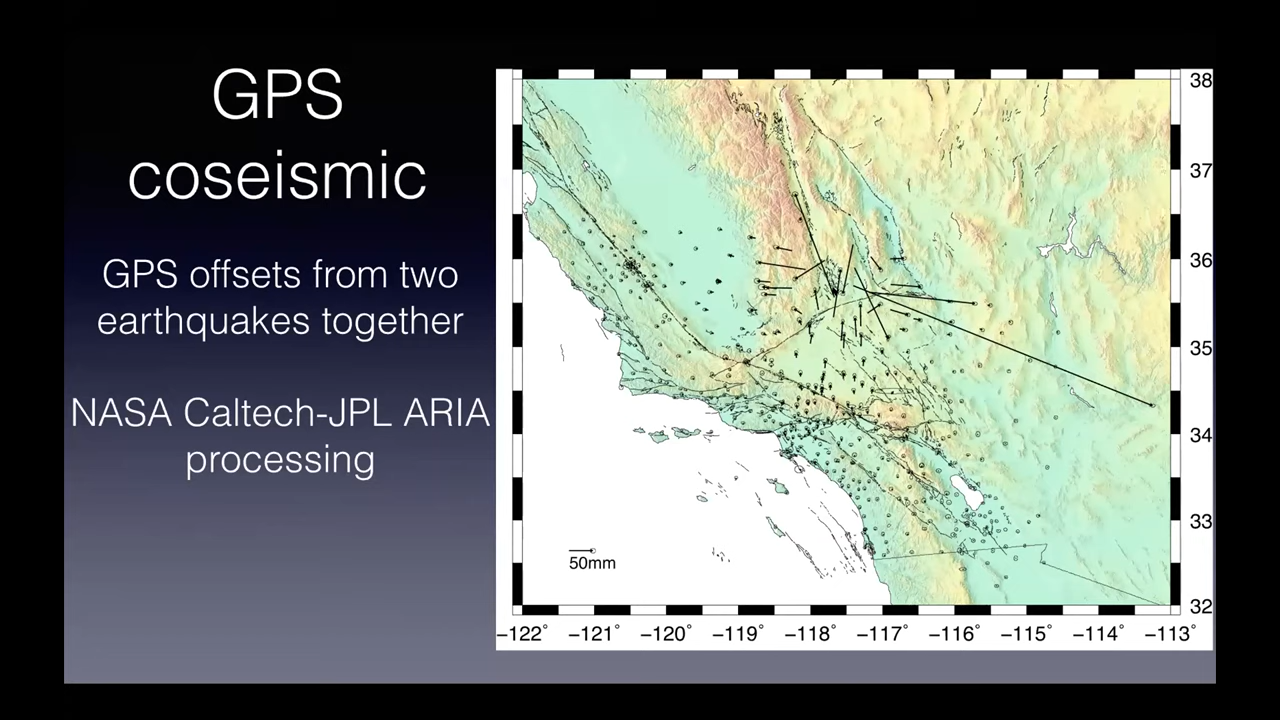 GPS
coseismic
GPS offsets from two
earthquakes together
NASA Caltech-JPL ARIA
processing
38
37
36
35
34
33
32
50mm
−122° −121° −120° −119° −118° −117° −116° −115° −114° −113°